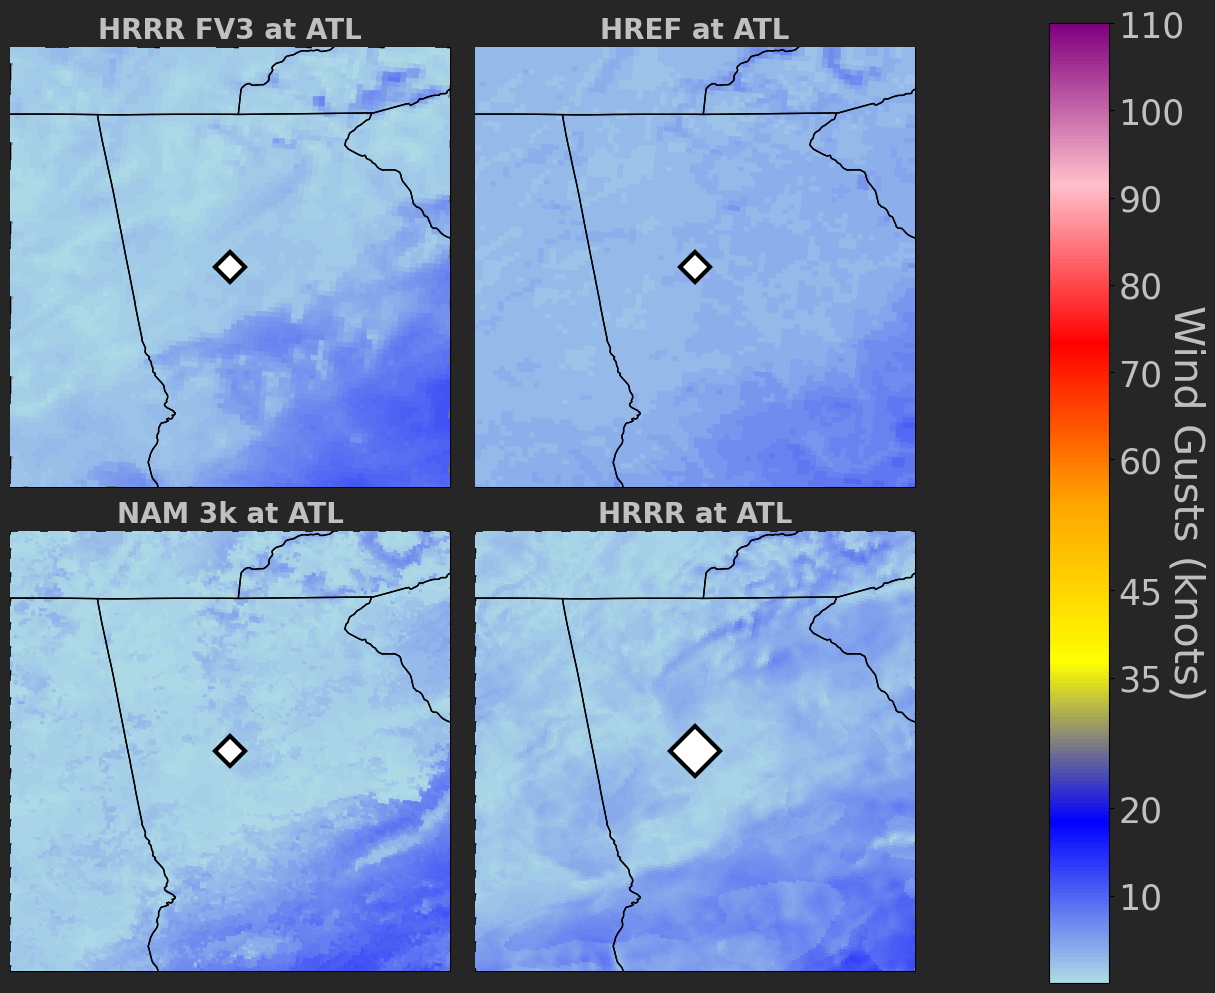 HRRR FV3 at ATL
HREF at ATL
NAM 3k at ATL
HRRR at ATL
110
100
90
80
70
60
45
35
20
10
Wind Gusts (knots)